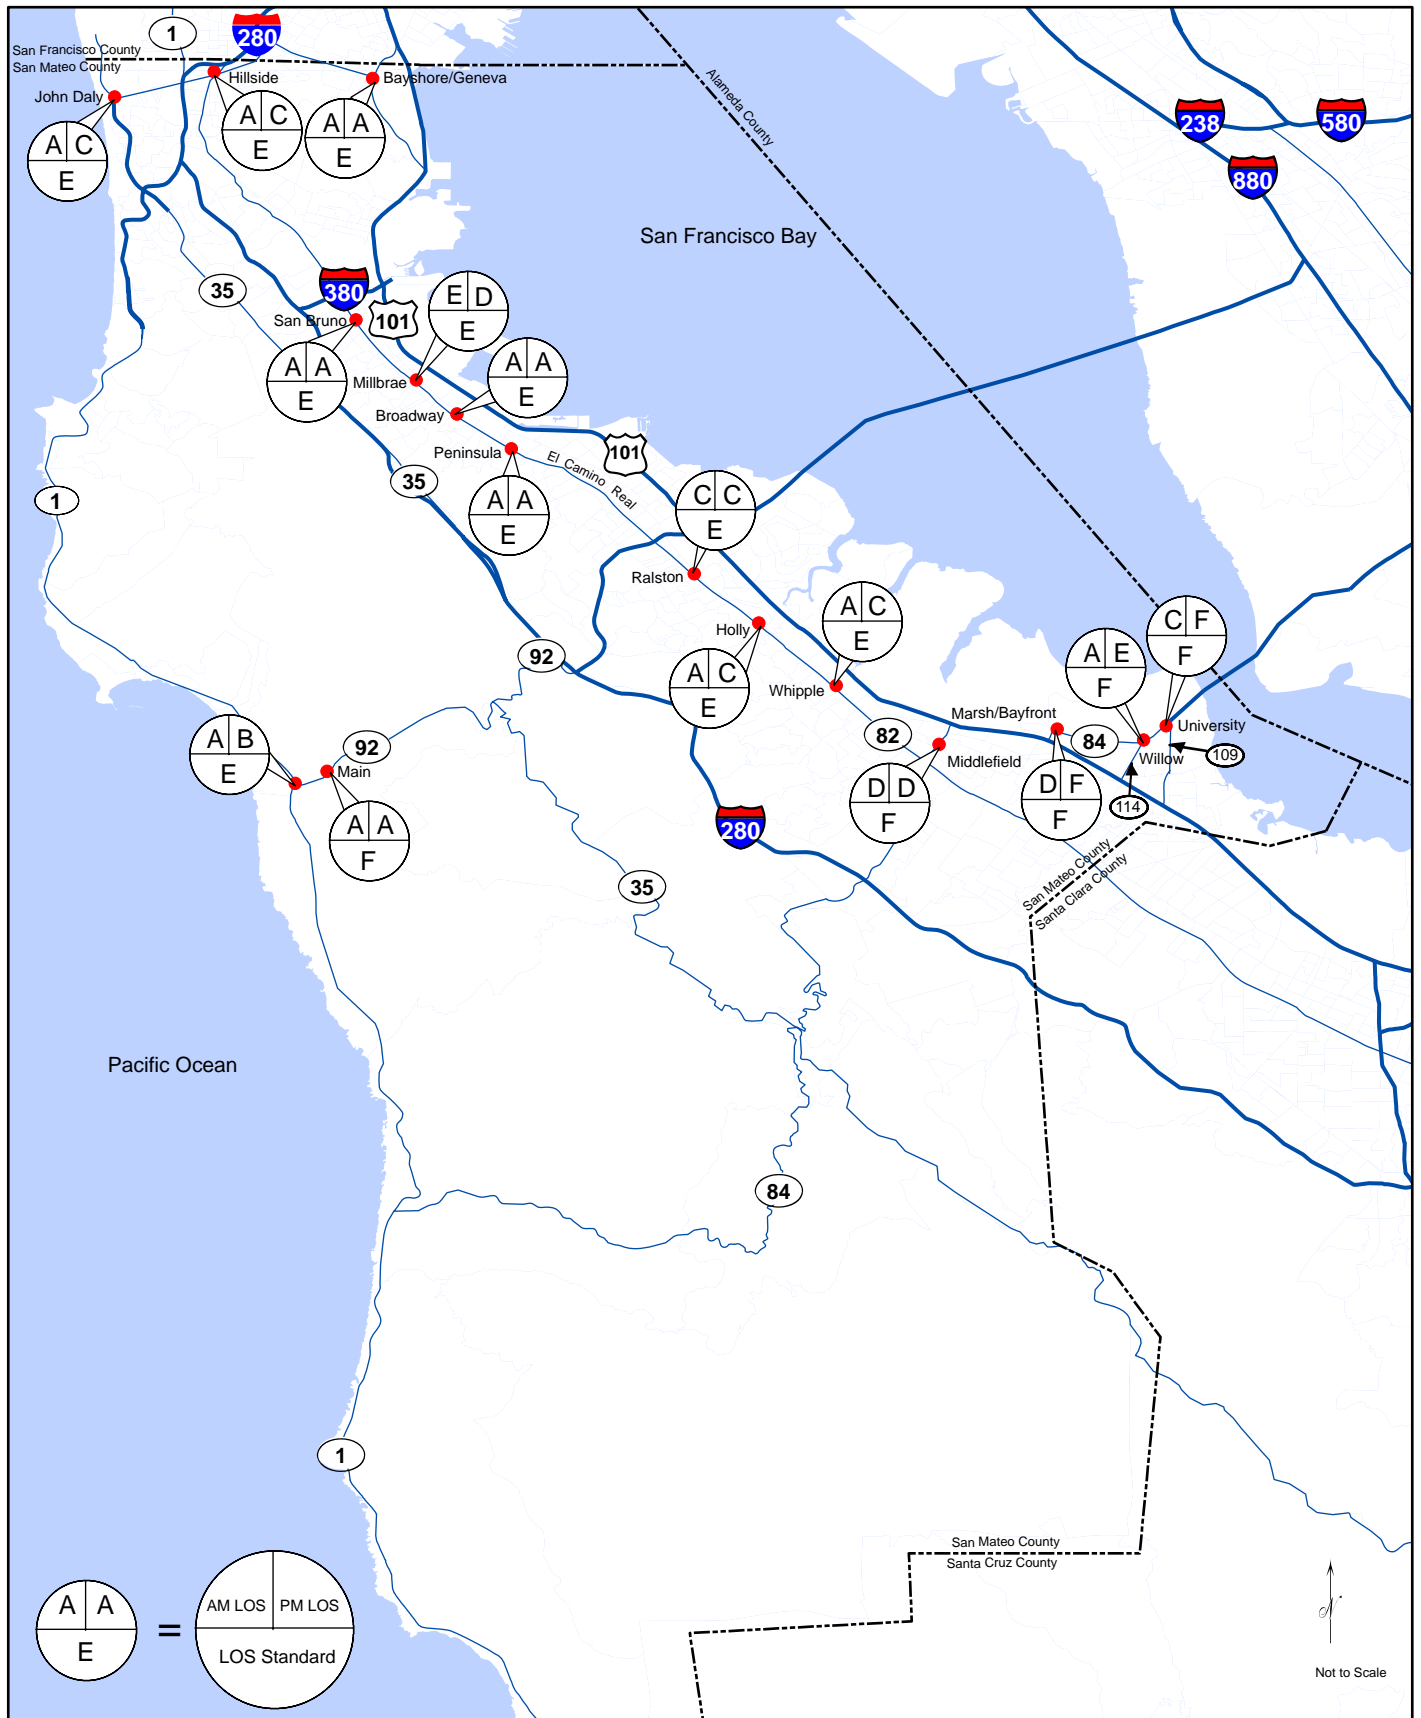 1
280
San Francisco County
San Mateo County
Hillside
Bayshore/Geneva
John Daly
A C
E
A C
E
A A
E
Alameda County
238
580
880
San Francisco Bay
35
380
San Bruno
101
E D
E
A A
E
Millbrae
A A
E
Broadway
Peninsula
El Camino Real
101
35
1
A A
E
C C
E
Ralston
A C
E
Holly
C F
F
A E
F
92
A C
E
Whipple
Marsh/Bayfront
University
82
84
Willow
109
Middlefield
A B
E
92
Main
D D
F
D F
F
114
A A
F
280
San Mateo County
Santa Clara County
35
Pacific Ocean
84
1
San Mateo County
Santa Cruz County
A A
E
=
AM LOS PM LOS
LOS Standard
N
Not to Scale